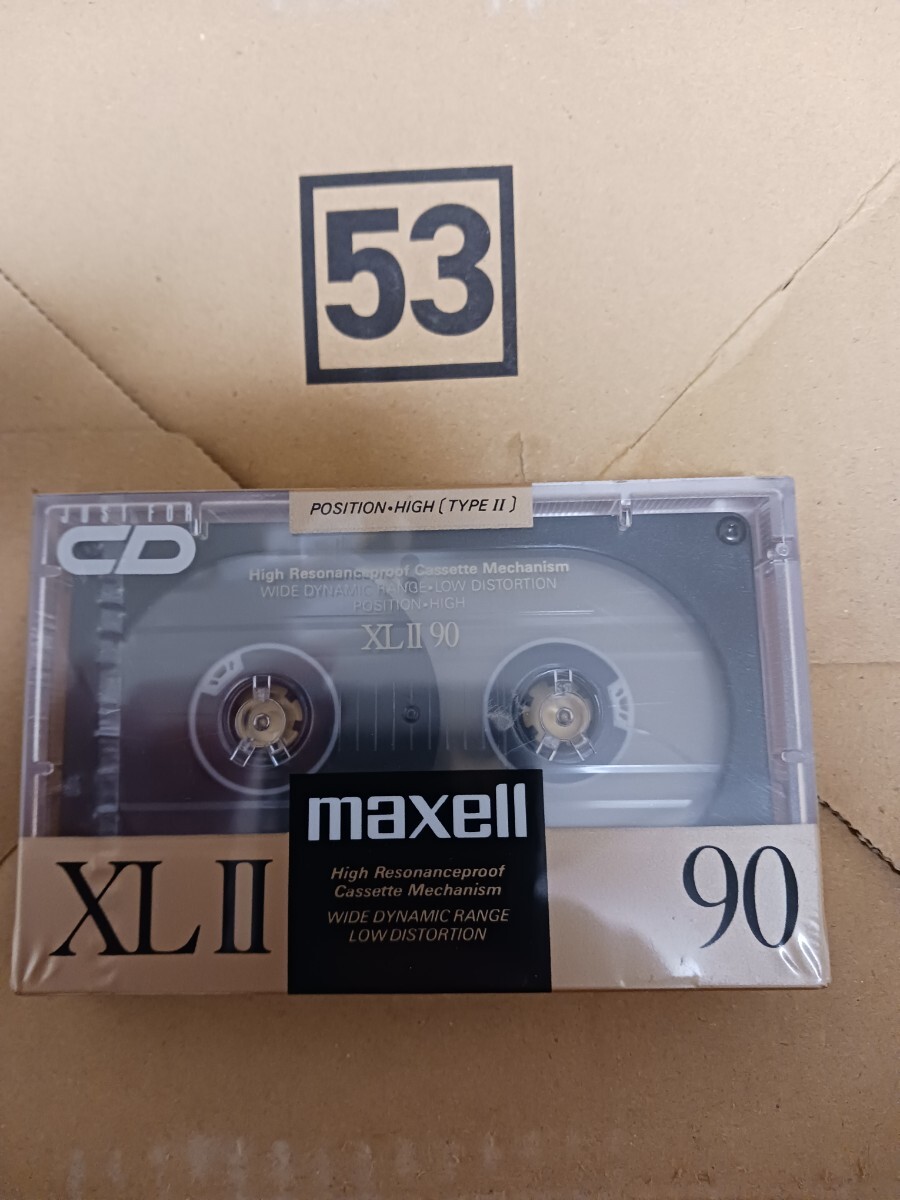 53
POSITION•HIGH [TYPE II]
JUST FOR
CD
High Resonanceproof Cassette Mechanism
WIDE DYNAMIC RANGE•LOW DISTORTION
POSITION•HIGH
XL II 90
maxell
High Resonanceproof
Cassette Mechanism
WIDE DYNAMIC RANGE
LOW DISTORTION
XL II
90